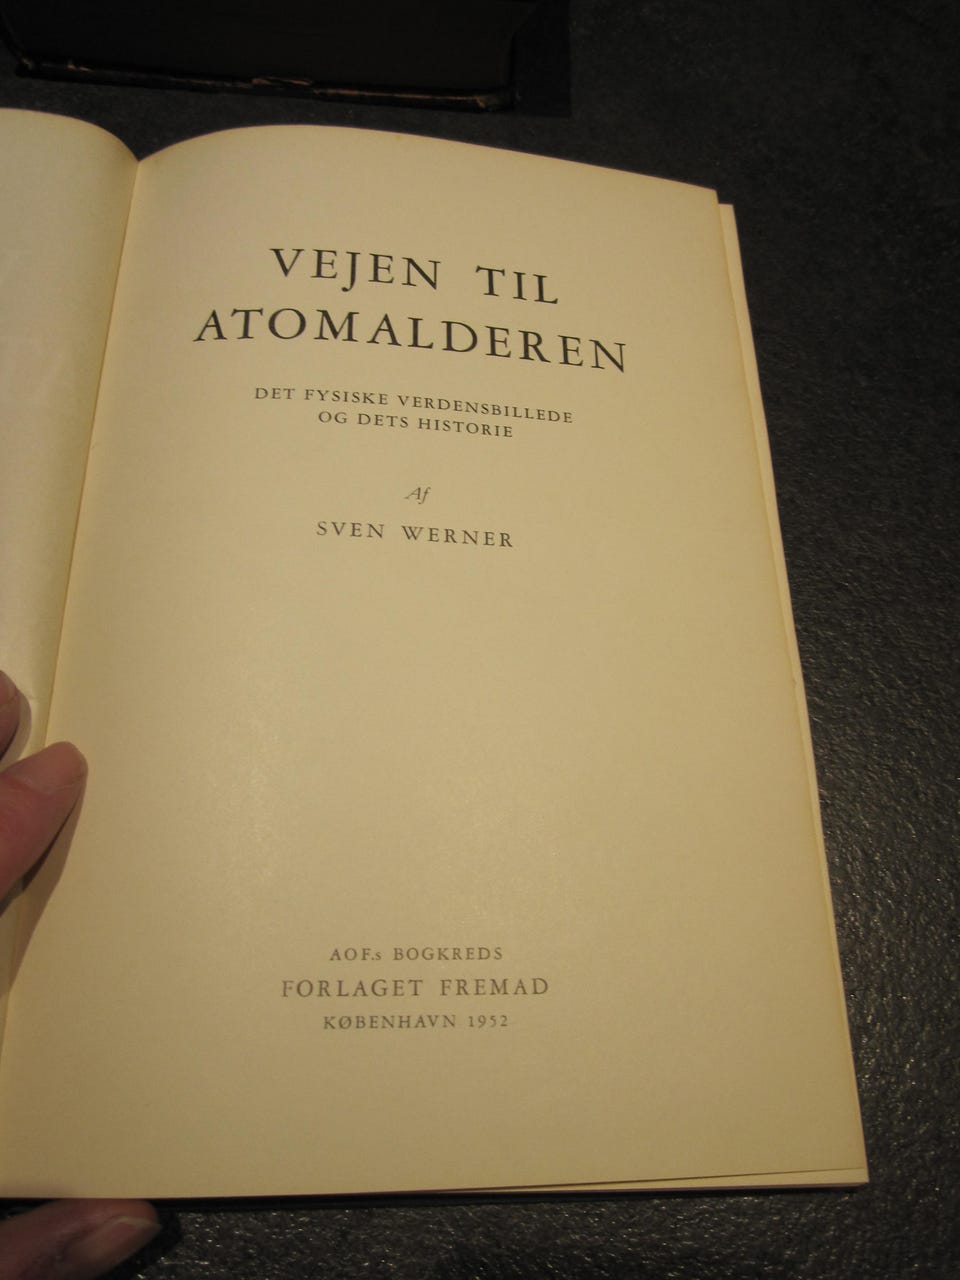 VEJEN TIL
ATOMALDEREN
DET FYSISKE VERDENSBILLEDE
OG DETS HISTORIE
Af
SVEN WERNER
AOF.s BOGKREDS
FORLAGET FREMAD
KØBENHAVN 1952